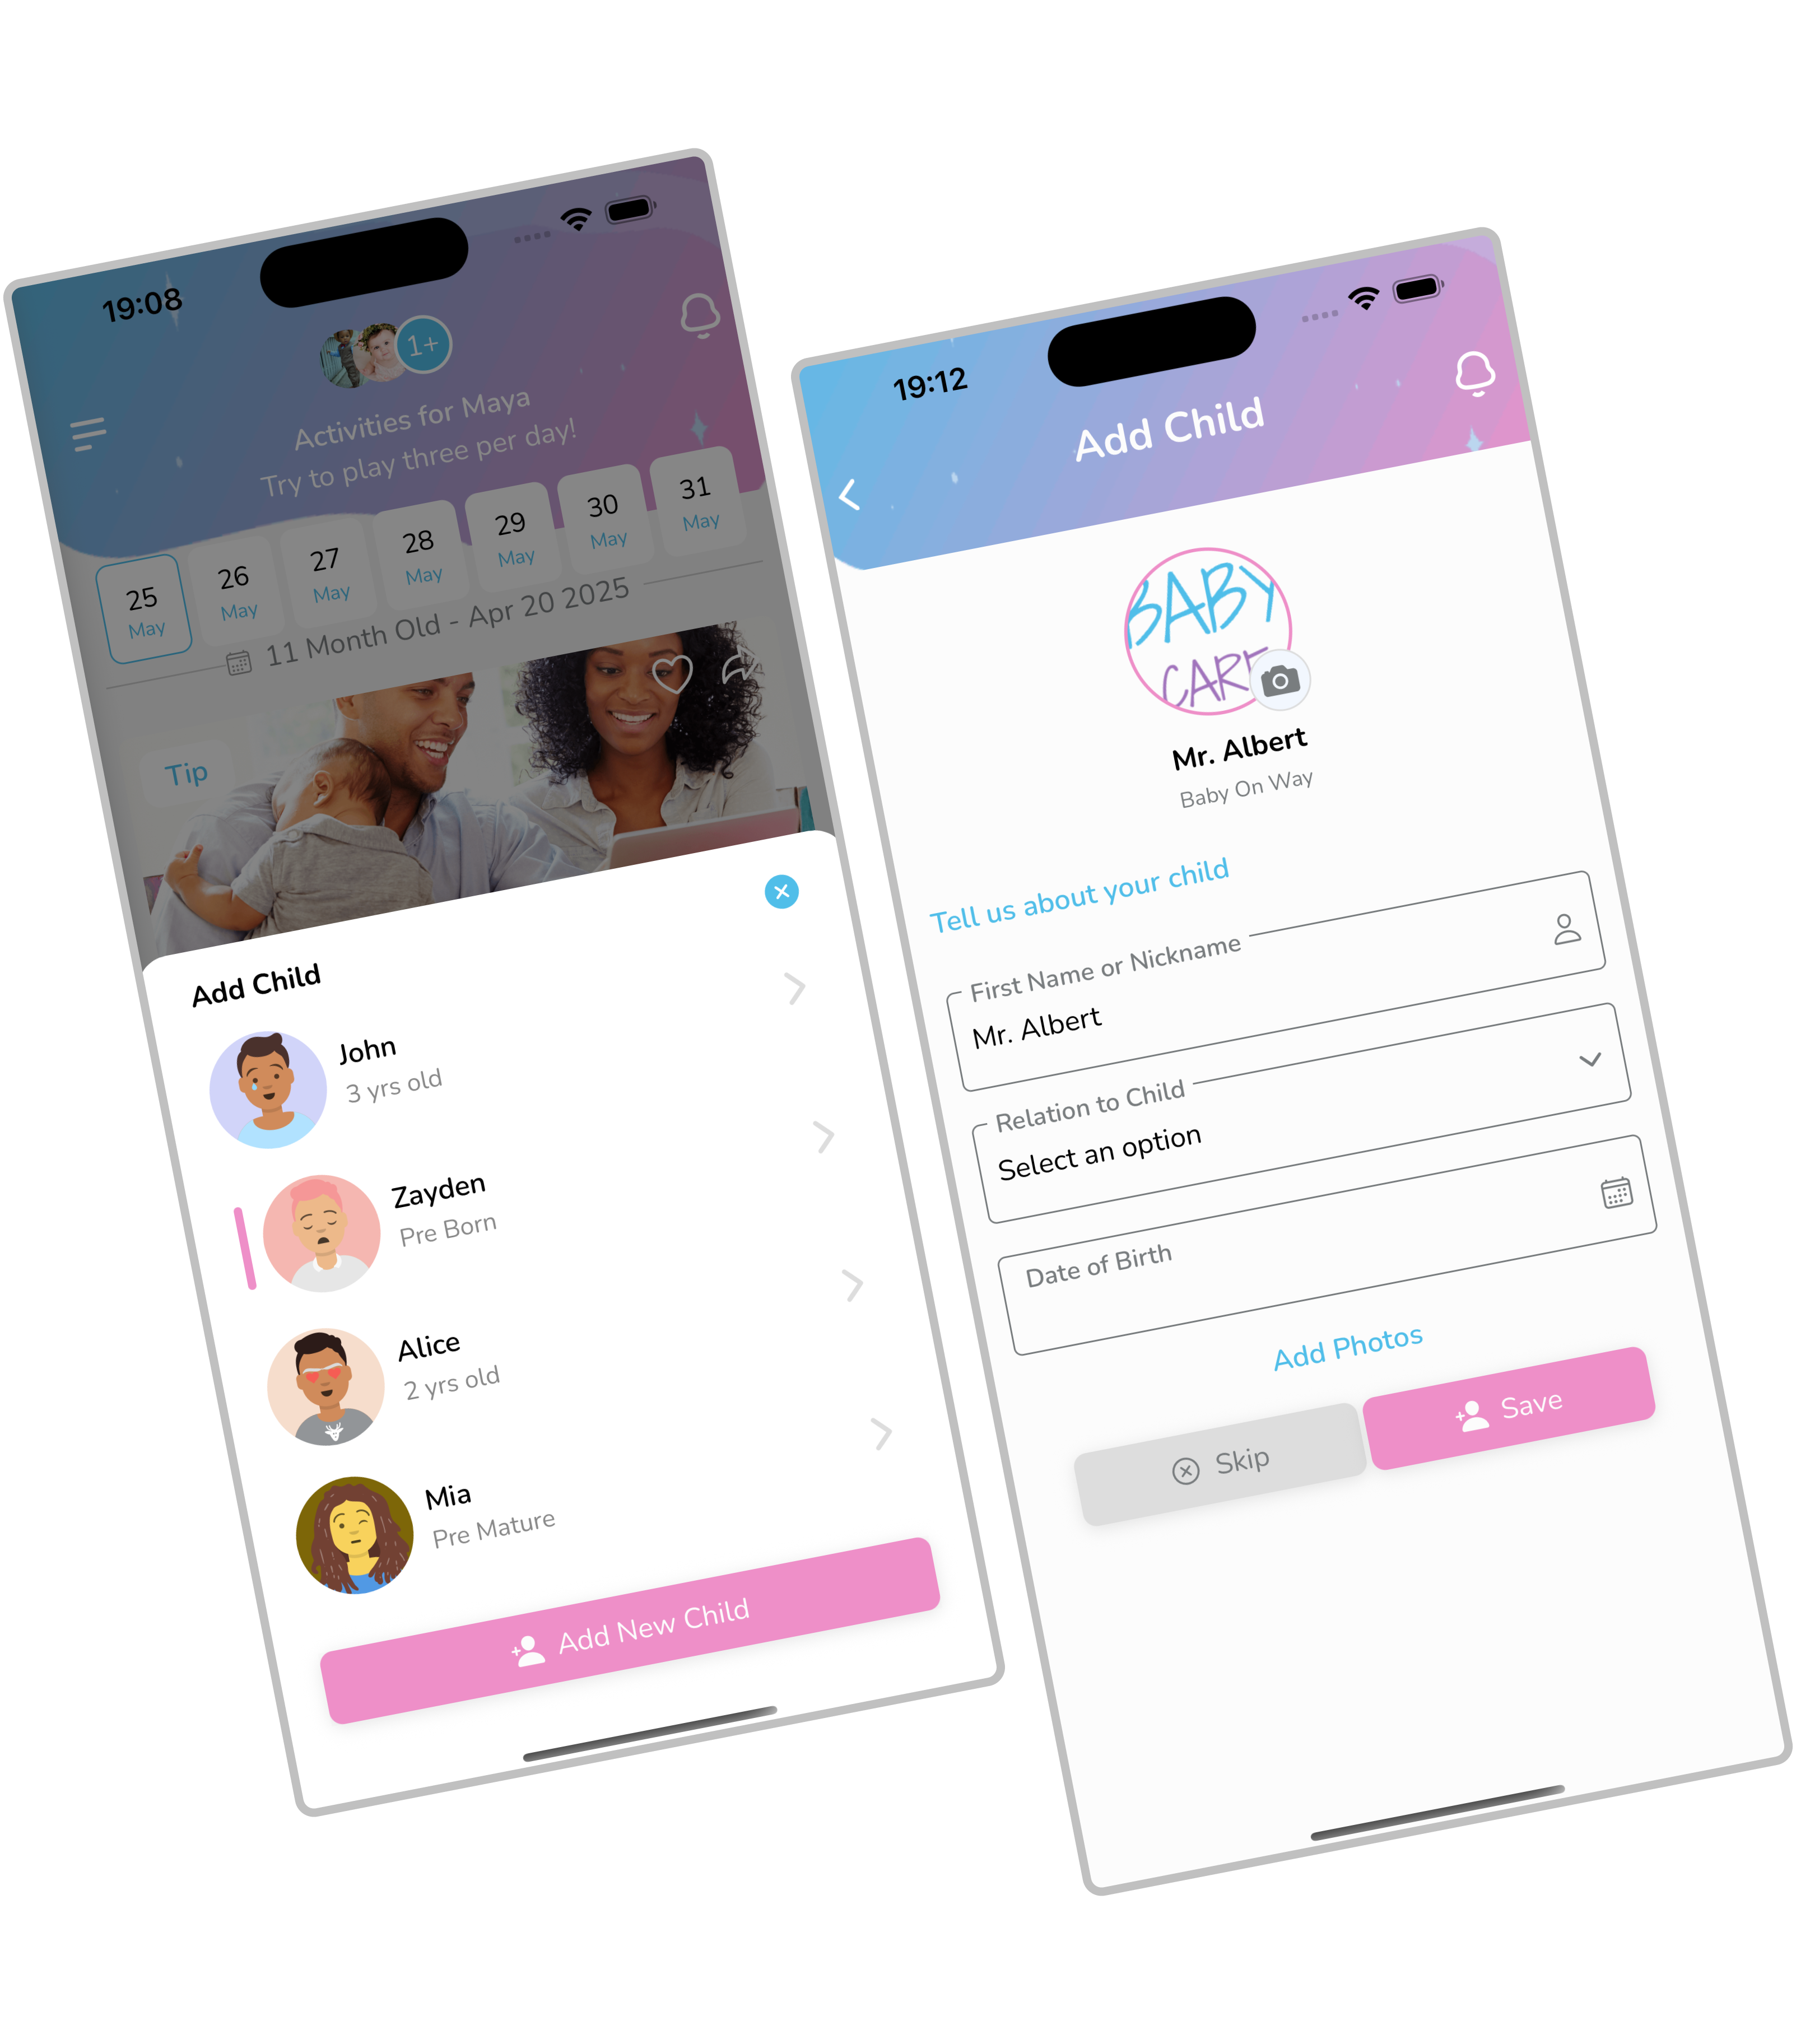 19:08
1+
Activities for Maya
Try to play three per day!
25 May
26 May
27 May
28 May
29 May
30 May
31 May
11 Month Old - Apr 20 2025
Tip
Add Child
John
3 yrs old
Zayden
Pre Born
Alice
2 yrs old
Mia
Pre Mature
Add New Child
19:12
Add Child
BABY
CARE
Mr. Albert
Baby On Way
Tell us about your child
First Name or Nickname
Mr. Albert
Relation to Child
Select an option
Date of Birth
Add Photos
Skip
Save